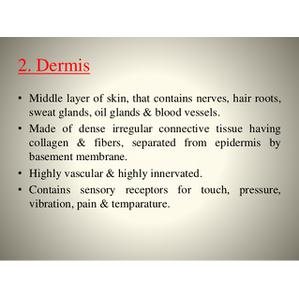 2. Dermis
• Middle layer of skin, that contains nerves, hair roots,
sweat glands, oil glands & blood vessels.
• Made of dense irregular connective tissue having
collagen & fibers, separated from epidermis by
basement membrane.
• Highly vascular & highly innervated.
• Contains sensory receptors for touch, pressure,
vibration, pain & temparature.